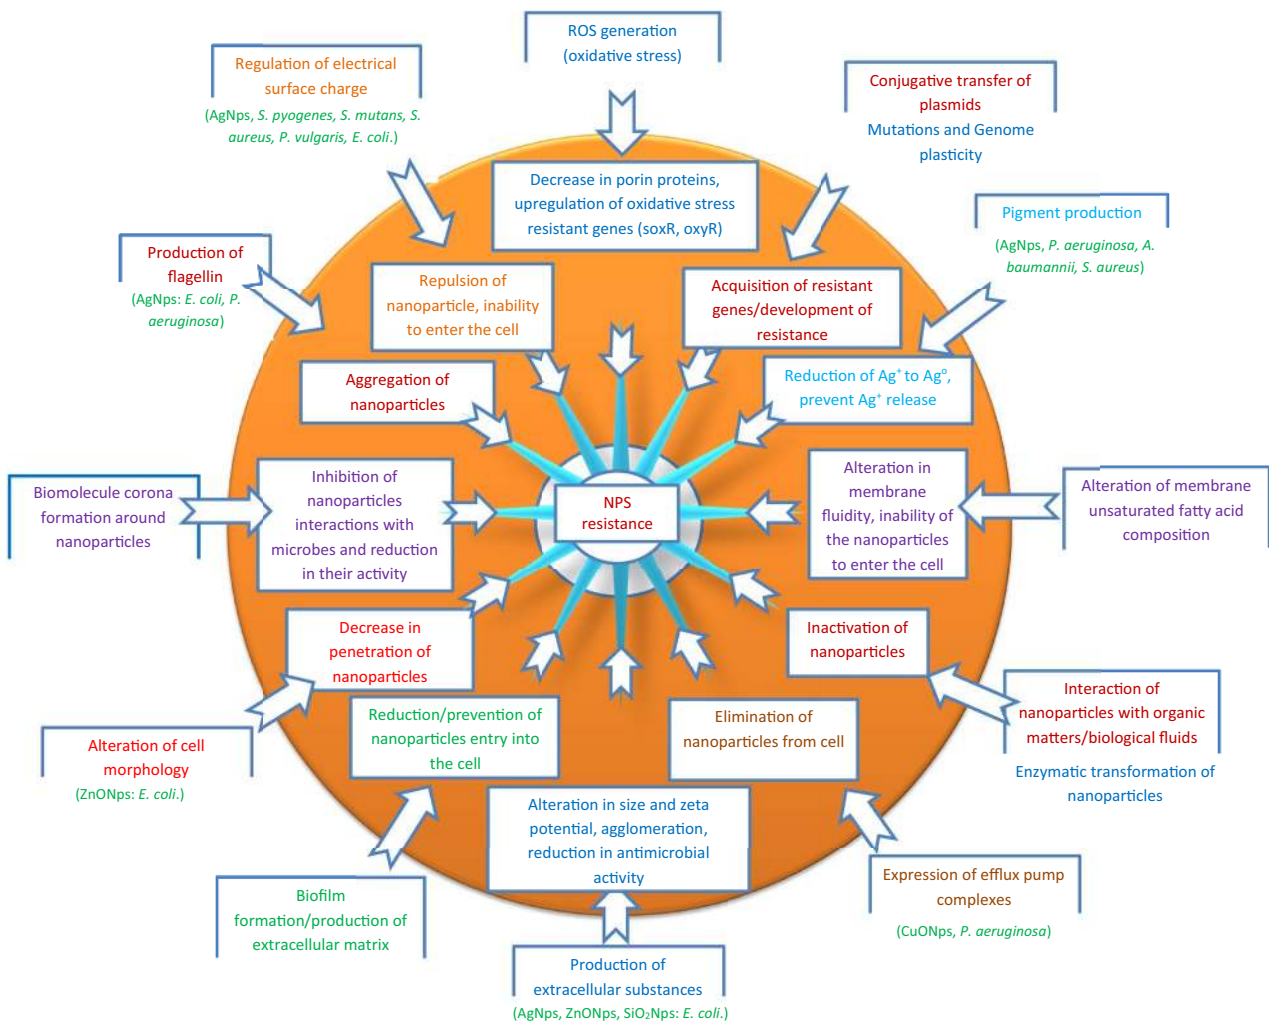 ROS generation
(oxidative stress)
Regulation of electrical
surface charge
(AgNps, S. pyogenes, S. mutans, S.
aureus, P. vulgaris, E. coli.)
Conjugative transfer of
plasmids
Mutations and Genome
plasticity
Decrease in porin proteins,
upregulation of oxidative stress
resistant genes (soxR, oxyR)
Pigment production
(AgNps, P. aeruginosa, A.
baumannii, S. aureus)
Production of
flagellin
(AgNps: E. coli, P.
aeruginosa)
Repulsion of
nanoparticle, inability
to enter the cell
Acquisition of resistant
genes/development of
resistance
Aggregation of
nanoparticles
Reduction of Ag⁺ to Ag⁰,
prevent Ag⁺ release
Biomolecule corona
formation around
nanoparticles
Inhibition of
nanoparticles
interactions with
microbes and reduction
in their activity
NPS
resistance
Alteration in
membrane
fluidity, inability of
the nanoparticles
to enter the cell
Alteration of membrane
unsaturated fatty acid
composition
Decrease in
penetration of
nanoparticles
Inactivation of
nanoparticles
Alteration of cell
morphology
(ZnONps: E. coli.)
Reduction/prevention of
nanoparticles entry into
the cell
Elimination of
nanoparticles from cell
Interaction of
nanoparticles with organic
matters/biological fluids
Enzymatic transformation of
nanoparticles
Alteration in size and zeta
potential, agglomeration,
reduction in antimicrobial
activity
Biofilm
formation/production of
extracellular matrix
Expression of efflux pump
complexes
(CuONps, P. aeruginosa)
Production of
extracellular substances
(AgNps, ZnONps, SiO₂Nps: E. coli.)